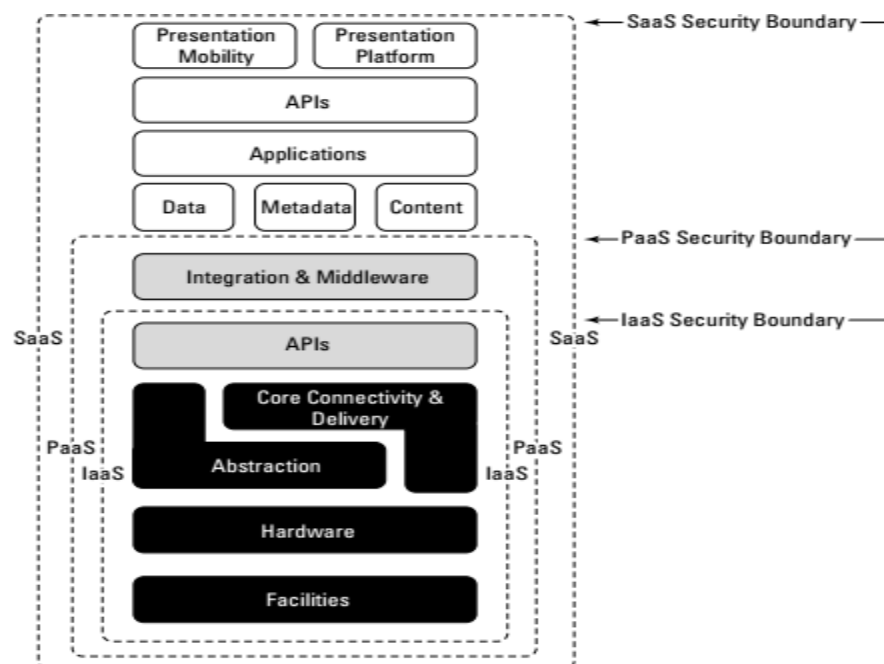 SaaS Security Boundary
Presentation
Mobility
Presentation
Platform
APIs
Applications
Data
Metadata
Content
PaaS Security Boundary
Integration & Middleware
IaaS Security Boundary
SaaS
SaaS
APIs
Core Connectivity &
Delivery
PaaS
PaaS
Abstraction
IaaS
IaaS
Hardware
Facilities